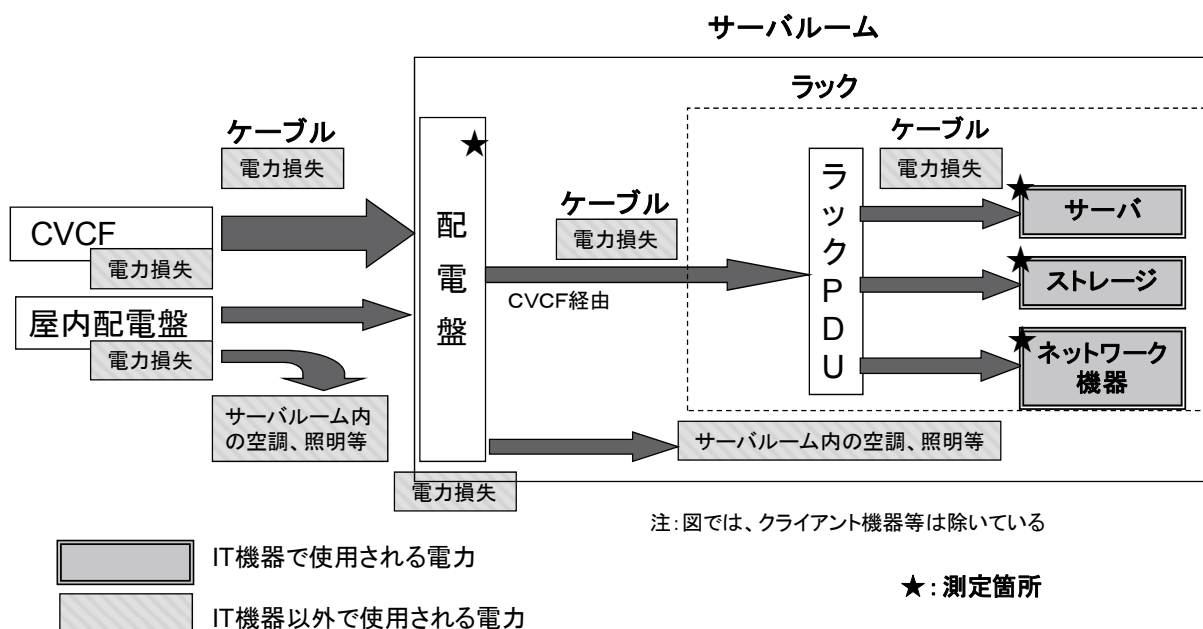 サーバルーム
ラック
ケーブル
電力損失
CVCF
電力損失
屋内配電盤
電力損失
サーバルーム内
の空調、照明等
配電盤
★
電力損失
ケーブル
電力損失
CVCF経由
ラックPDU
ケーブル
電力損失
★
サーバ
★
ストレージ
★
ネットワーク
機器
サーバルーム内の空調、照明等
注:図では、クライアント機器等は除いている
IT機器で使用される電力
IT機器以外で使用される電力
★:測定箇所